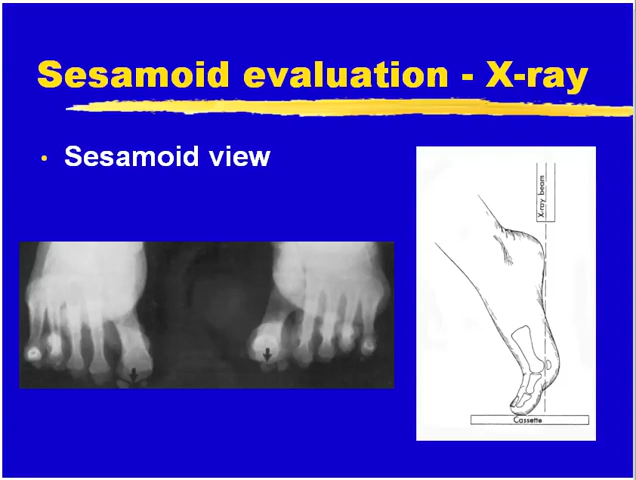 Sesamoid evaluation - X-ray
• Sesamoid view
X-ray beam
Cassette